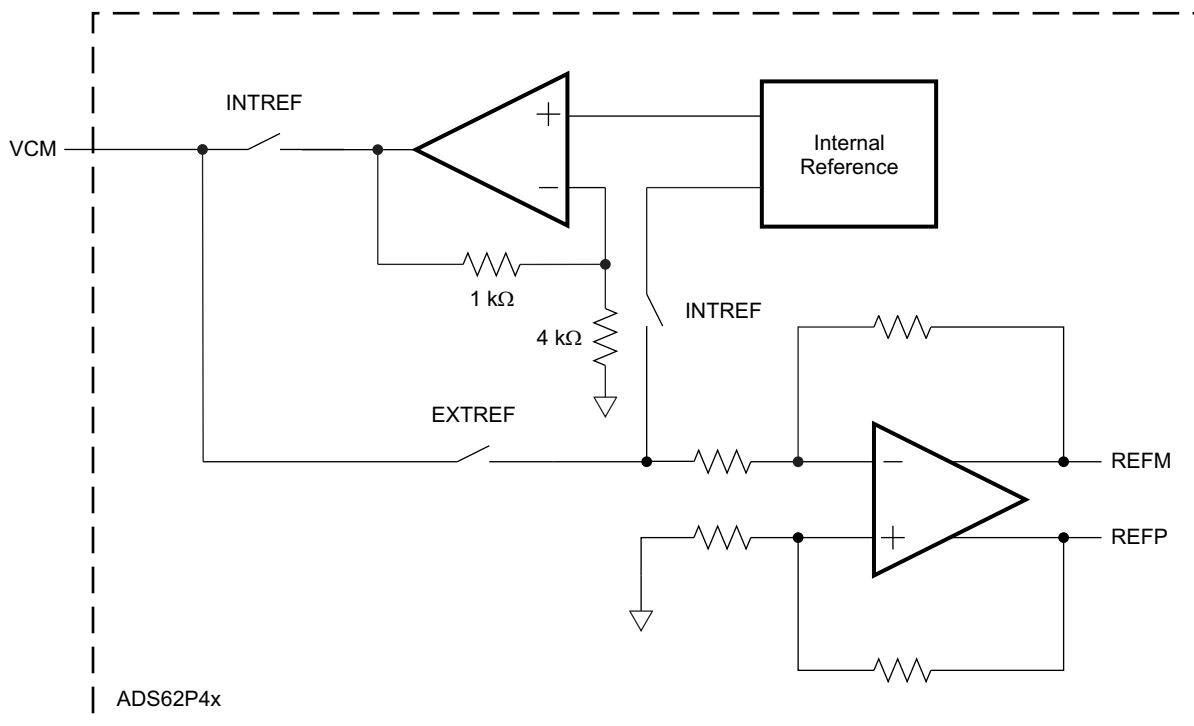 INTREF
VCM
Internal
Reference
1 kΩ
INTREF
4 kΩ
EXTREF
REFM
REFP
ADS62P4x